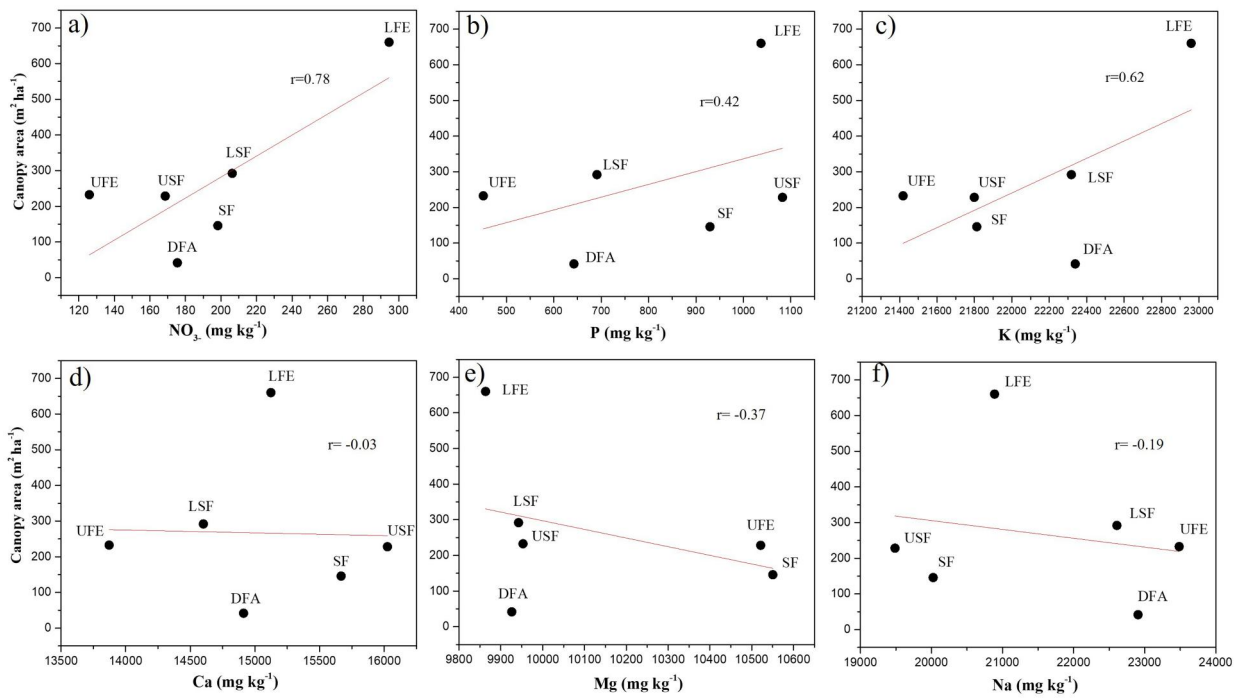 a)
Canopy area (m² ha⁻¹)
700
600
500
400
300
200
100
0
LFE
r=0.78
LSF
UFE
USF
SF
DFA
120 140 160 180 200 220 240 260 280 300
NO₃₋ (mg kg⁻¹)
b)
700
600
500
400
300
200
100
0
LFE
r=0.42
LSF
UFE
USF
SF
DFA
400 500 600 700 800 900 1000 1100
P (mg kg⁻¹)
c)
700
600
500
400
300
200
100
0
LFE
r=0.62
UFE
USF
LSF
SF
DFA
21200 21400 21600 21800 22000 22200 22400 22600 22800 23000
K (mg kg⁻¹)
d)
Canopy area (m² ha⁻¹)
700
600
500
400
300
200
100
0
LFE
r= -0.03
LSF
UFE
USF
SF
DFA
13500 14000 14500 15000 15500 16000
Ca (mg kg⁻¹)
e)
700
600
500
400
300
200
100
0
LFE
r= -0.37
LSF
USF
UFE
SF
DFA
9800 9900 10000 10100 10200 10300 10400 10500 10600
Mg (mg kg⁻¹)
f)
700
600
500
400
300
200
100
0
LFE
r= -0.19
LSF
USF
UFE
SF
DFA
19000 20000 21000 22000 23000 24000
Na (mg kg⁻¹)